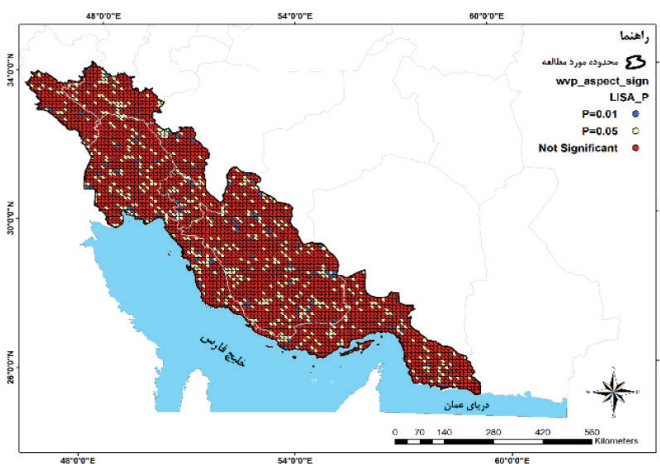 48°0'0"E 54°0'0"E 60°0'0"E
راهنما
محدوده مورد مطالعه
wvp_aspect_sign
LISA_P
P=0.01
P=0.05
Not Significant
34°0'0"N
30°0'0"N
26°0'0"N
خلیج فارس
دریای عمان
0 70 140 280 420 560
Kilometers
48°0'0"E 54°0'0"E 60°0'0"E